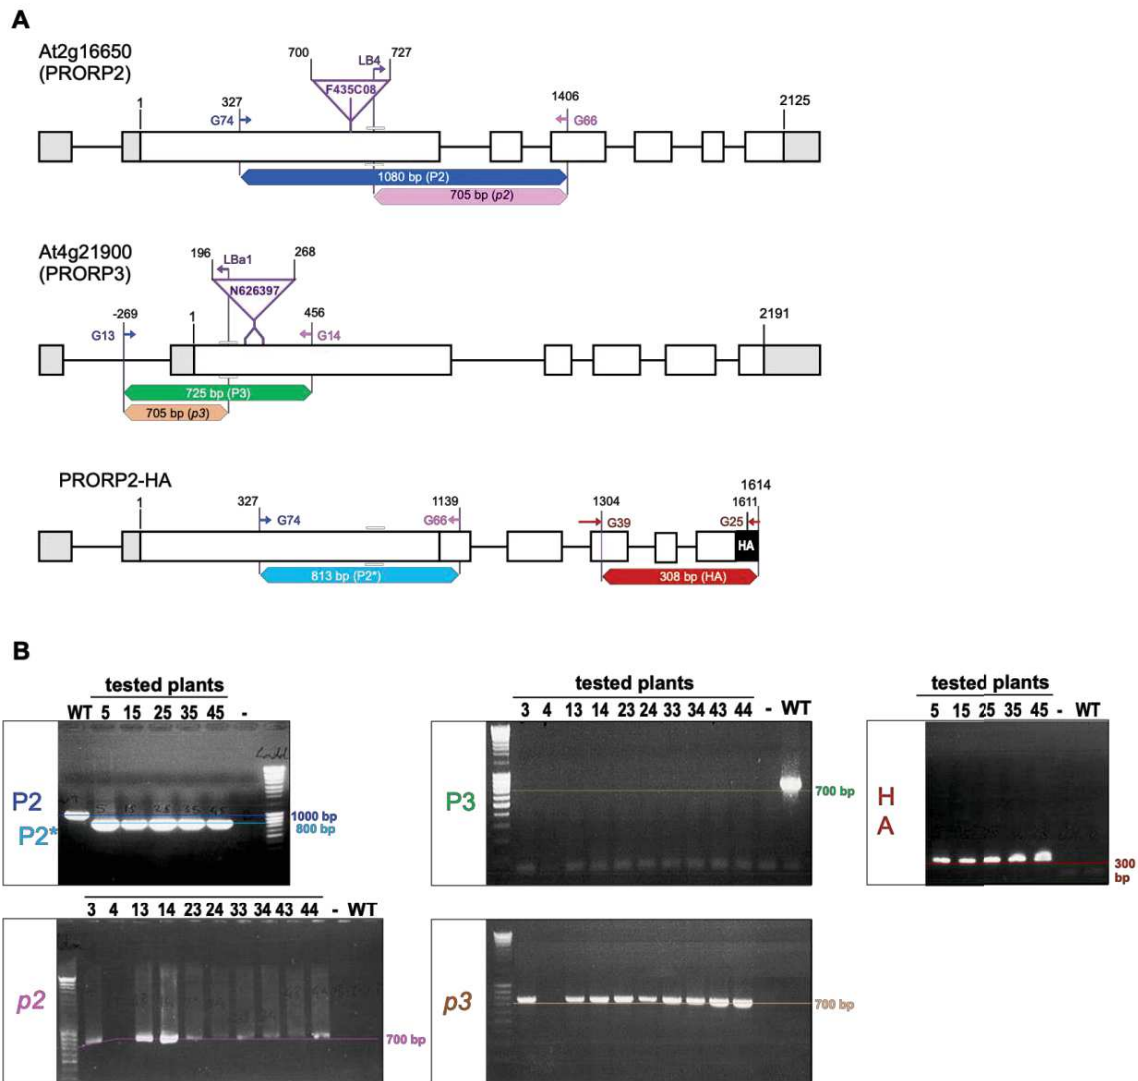 A
At2g16650
(PRORP2)
700
727
LB4
F435C08
1
327
1406
2125
G74
G66
1080 bp (P2)
705 bp (p2)
At4g21900
(PRORP3)
196
268
LBa1
N626397
-269
1
456
2191
G13
G14
725 bp (P3)
705 bp (p3)
PRORP2-HA
1
327
1139
1304
1614
1611
G74
G66
G39
G25
HA
813 bp (P2*)
308 bp (HA)
B
tested plants
WT 5 15 25 35 45 -
P2
P2*
1000 bp
800 bp
tested plants
3 4 13 14 23 24 33 34 43 44 - WT
P3
700 bp
tested plants
5 15 25 35 45 - WT
H
A
300
bp
3 4 13 14 23 24 33 34 43 44 - WT
p2
700 bp
p3
700 bp